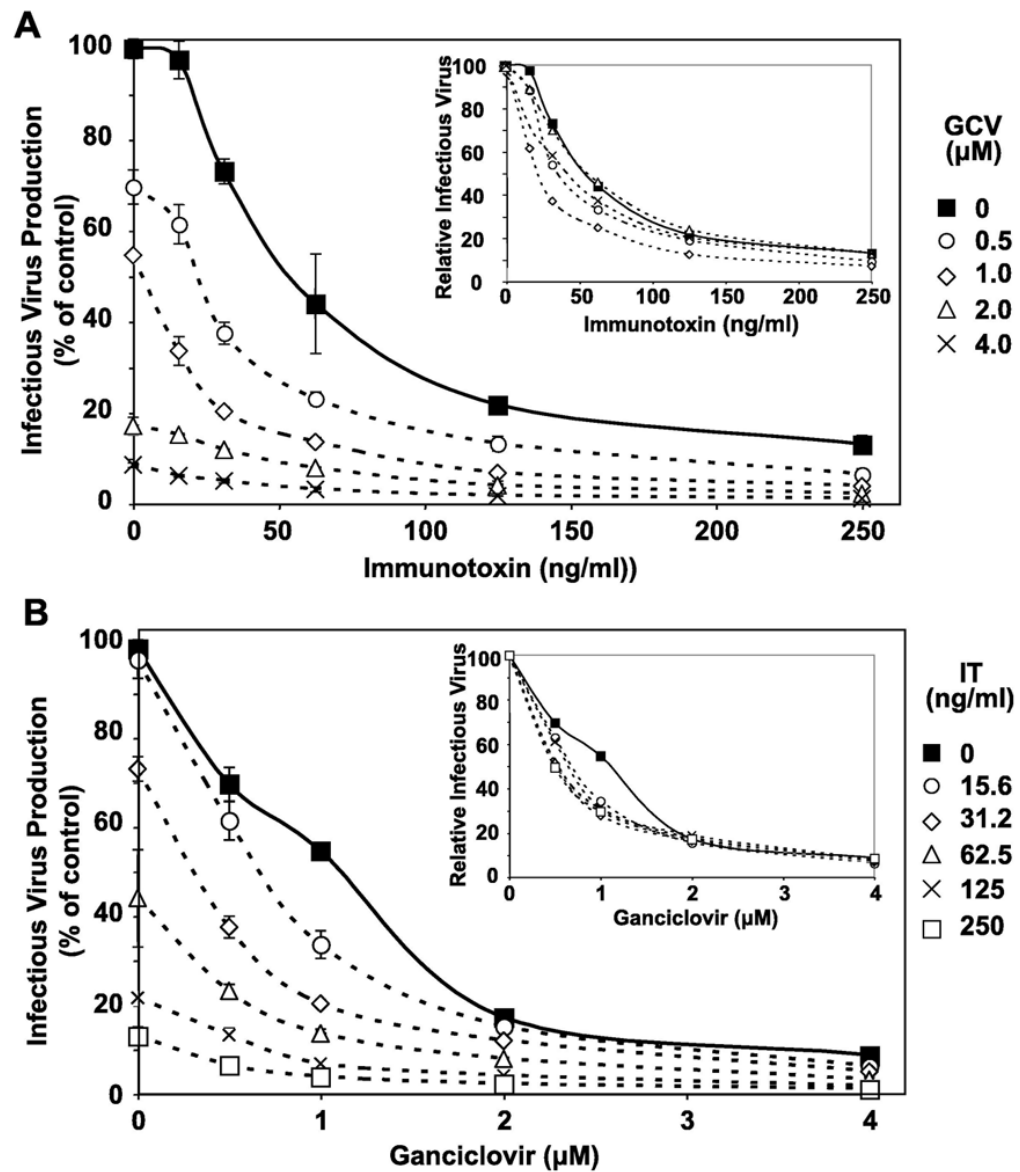 A
Infectious Virus Production
(% of control)
100
80
60
40
20
0
0 50 100 150 200 250
Immunotoxin (ng/ml))
Relative Infectious Virus
100
80
60
40
20
0
0 50 100 150 200 250
Immunotoxin (ng/ml)
GCV
(µM)
0
0.5
1.0
2.0
4.0
B
Infectious Virus Production
(% of control)
100
80
60
40
20
0
0 1 2 3 4
Ganciclovir (µM)
Relative Infectious Virus
100
80
60
40
20
0
0 1 2 3 4
Ganciclovir (µM)
IT
(ng/ml)
0
15.6
31.2
62.5
125
250